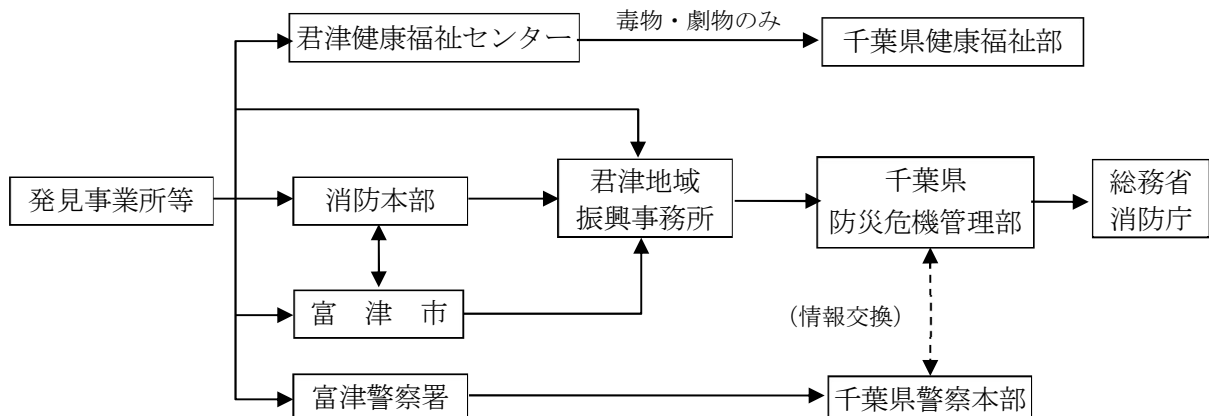 君津健康福祉センター
毒物・劇物のみ
千葉県健康福祉部
発見事業所等
消防本部
君津地域
振興事務所
千葉県
防災危機管理部
総務省
消防庁
富　津　市
（情報交換）
富津警察署
千葉県警察本部